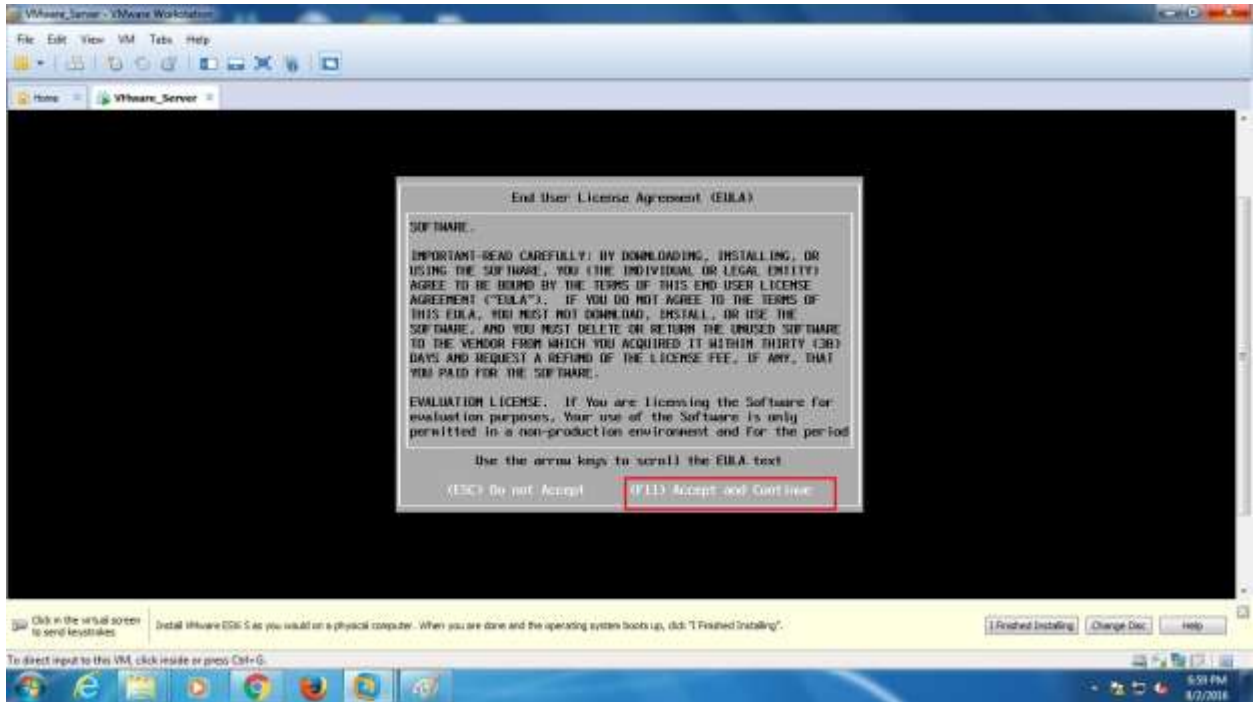 VMware_Server - VMware Workstation
File Edit View VM Tabs Help
Home VMware_Server
End User License Agreement (EULA)
SOFTWARE.
IMPORTANT-READ CAREFULLY: BY DOWNLOADING, INSTALLING, OR
USING THE SOFTWARE, YOU (THE INDIVIDUAL OR LEGAL ENTITY)
AGREE TO BE BOUND BY THE TERMS OF THIS END USER LICENSE
AGREEMENT ("EULA"). IF YOU DO NOT AGREE TO THE TERMS OF
THIS EULA, YOU MUST NOT DOWNLOAD, INSTALL, OR USE THE
SOFTWARE, AND YOU MUST DELETE OR RETURN THE UNUSED SOFTWARE
TO THE VENDOR FROM WHICH YOU ACQUIRED IT WITHIN THIRTY (30)
DAYS AND REQUEST A REFUND OF THE LICENSE FEE, IF ANY, THAT
YOU PAID FOR THE SOFTWARE.
EVALUATION LICENSE. If You are licensing the Software for
evaluation purposes, Your use of the Software is only
permitted in a non-production environment and for the period
Use the arrow keys to scroll the EULA text
(ESC) Do not Accept (F11) Accept and Continue
Click in the virtual screen
to send keystrokes
Install VMware ESXi 5 as you would on a physical computer. When you are done and the operating system boots up, click "I Finished Installing".
I Finished Installing Change Disc Help
To direct input to this VM, click inside or press Ctrl+G.
6:59 PM
8/2/2016